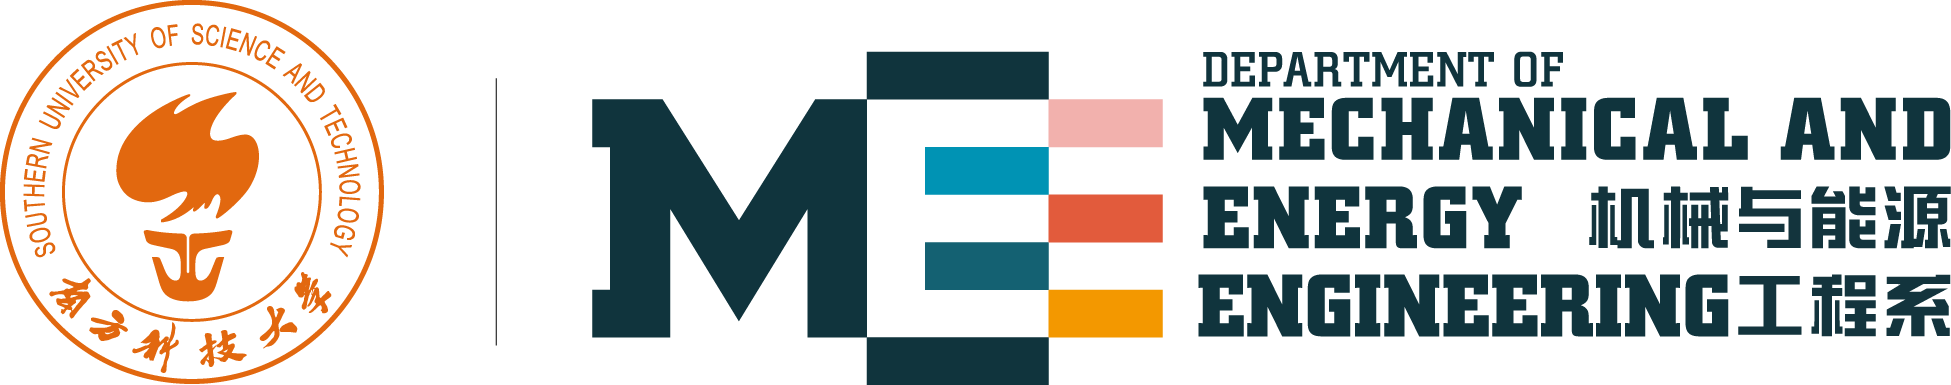 SOUTHERN UNIVERSITY OF SCIENCE AND TECHNOLOGY
南方科技大学
MEE
DEPARTMENT OF
MECHANICAL AND
ENERGY 机械与能源
ENGINEERING工程系